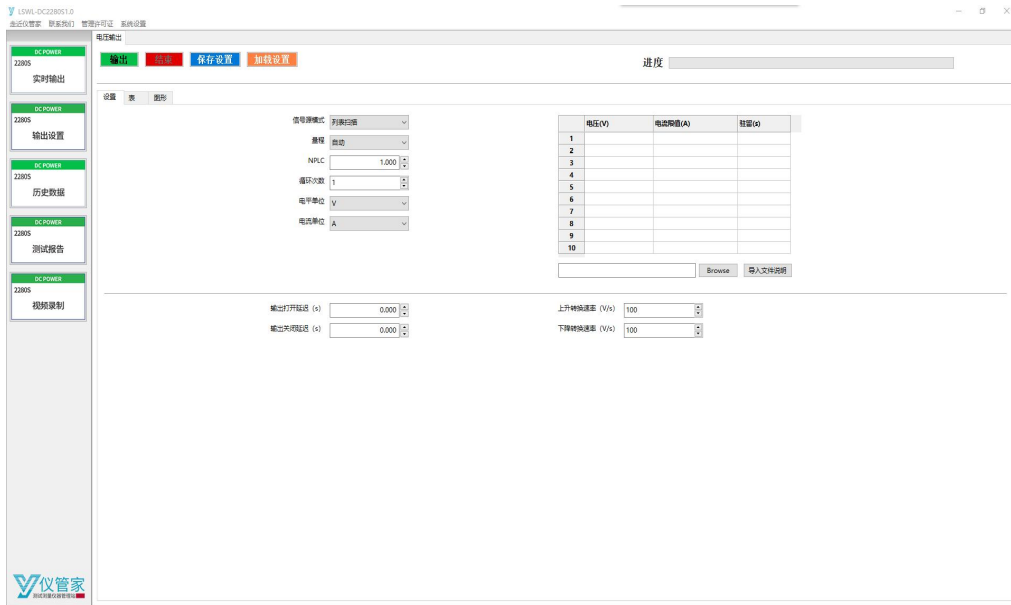 LSWL-DC2280S1.0
走近仪管家 联系我们 管理许可证 系统设置
电压输出
DC POWER
2280S
实时输出
DC POWER
2280S
输出设置
DC POWER
2280S
历史数据
DC POWER
2280S
测试报告
DC POWER
2280S
视频录制
输出 结束 保存设置 加载设置
进度
设置 表 图形
信号源模式 列表扫描
量程 自动
NPLC 1.000
循环次数 1
电平单位 V
电流单位 A
电压(V) 电流限值(A) 驻留(s)
1
2
3
4
5
6
7
8
9
10
Browse 导入文件说明
输出打开延迟（s） 0.000
输出关闭延迟（s） 0.000
上升转换速率（V/s） 100
下降转换速率（V/s） 100
仪管家